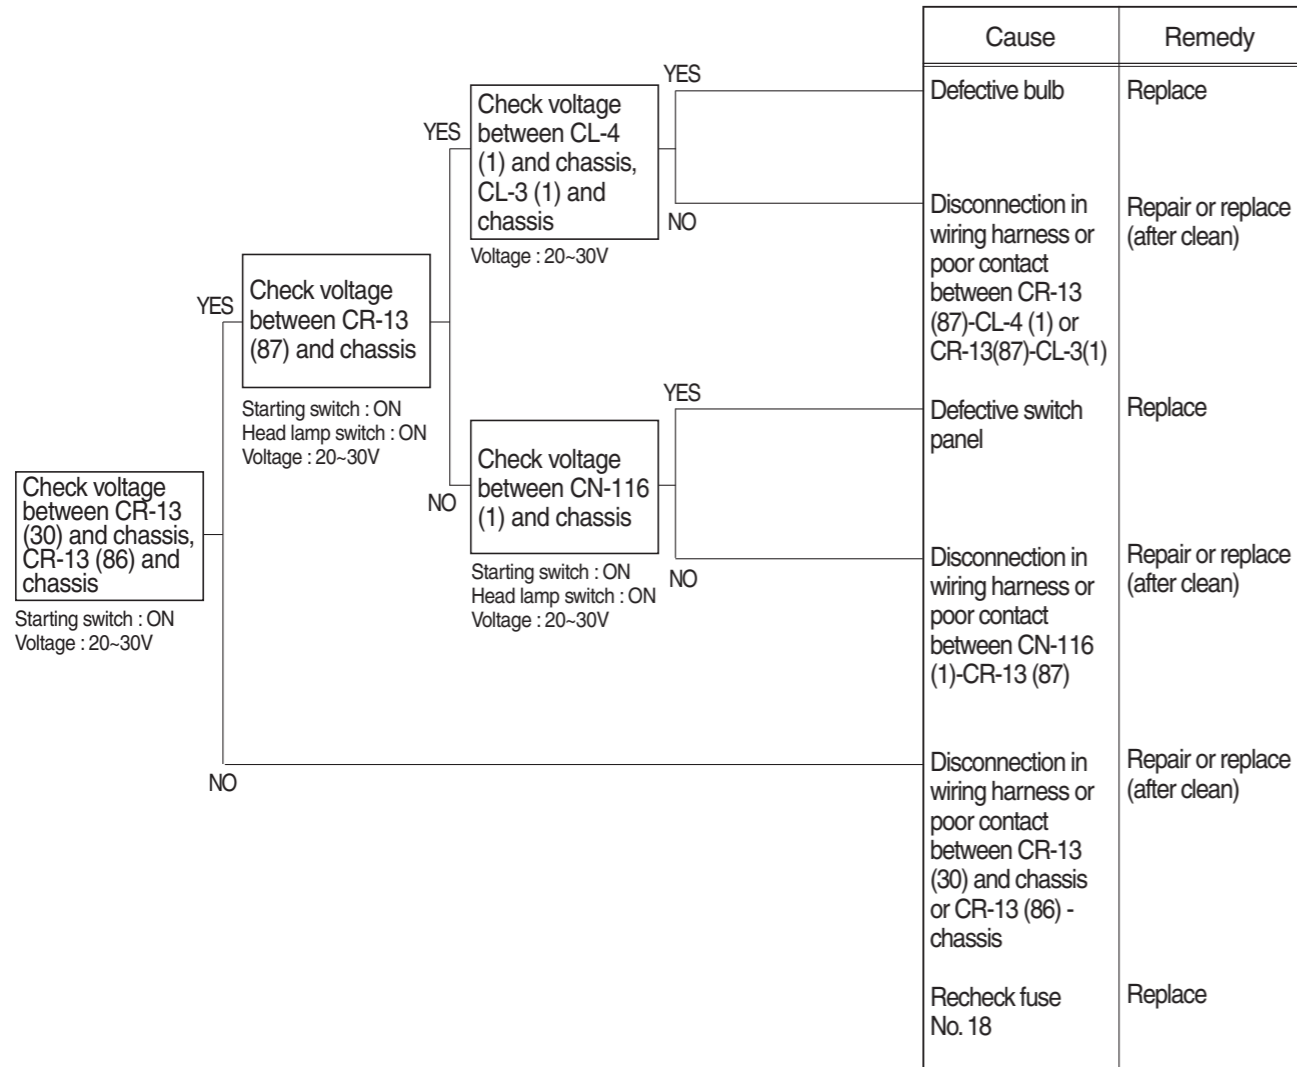 Cause
Remedy
YES
Defective bulb
Replace
Check voltage
between CL-4
(1) and chassis,
CL-3 (1) and
chassis
YES
Voltage : 20~30V
NO
Disconnection in
wiring harness or
poor contact
between CR-13
(87)-CL-4 (1) or
CR-13(87)-CL-3(1)
Repair or replace
(after clean)
YES
Check voltage
between CR-13
(87) and chassis
Starting switch : ON
Head lamp switch : ON
Voltage : 20~30V
YES
Defective switch
panel
Replace
NO
Check voltage
between CN-116
(1) and chassis
Starting switch : ON
Head lamp switch : ON
Voltage : 20~30V
NO
Disconnection in
wiring harness or
poor contact
between CN-116
(1)-CR-13 (87)
Repair or replace
(after clean)
Check voltage
between CR-13
(30) and chassis,
CR-13 (86) and
chassis
Starting switch : ON
Voltage : 20~30V
NO
Disconnection in
wiring harness or
poor contact
between CR-13
(30) and chassis
or CR-13 (86) -
chassis
Repair or replace
(after clean)
Recheck fuse
No. 18
Replace